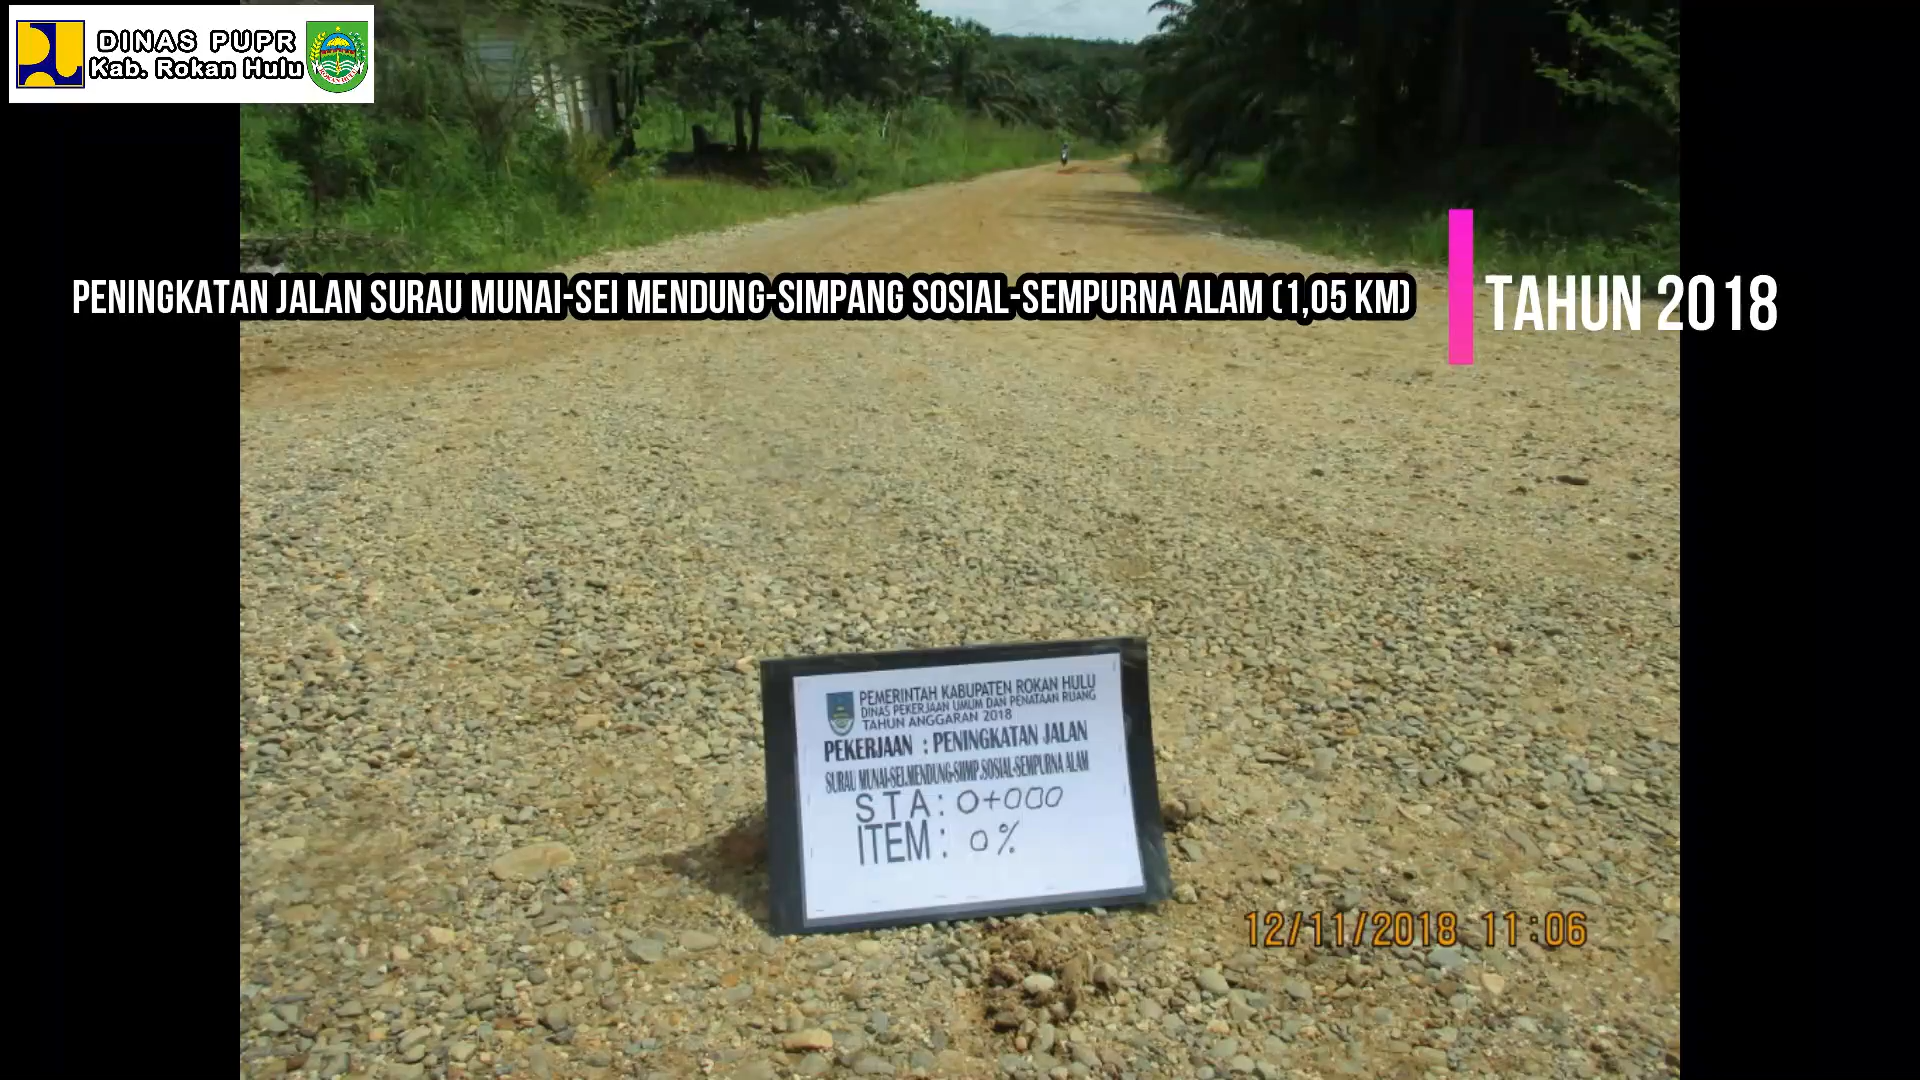 DINAS PUPR
Kab. Rokan Hulu
PENINGKATAN JALAN SURAU MUNAI-SEI MENDUNG-SIMPANG SOSIAL-SEMPURNA ALAM (1,05 KM)
TAHUN 2018
PEMERINTAH KABUPATEN ROKAN HULU
DINAS PEKERJAAN UMUM DAN PENATAAN RUANG
TAHUN ANGGARAN 2018
PEKERJAAN : PENINGKATAN JALAN
SURAU MUNAI-SEI.MENDUNG-SIIMP.SOSIAL-SEMPURNA ALAM
STA : 0+000
ITEM : 0%
12/11/2018 11:06